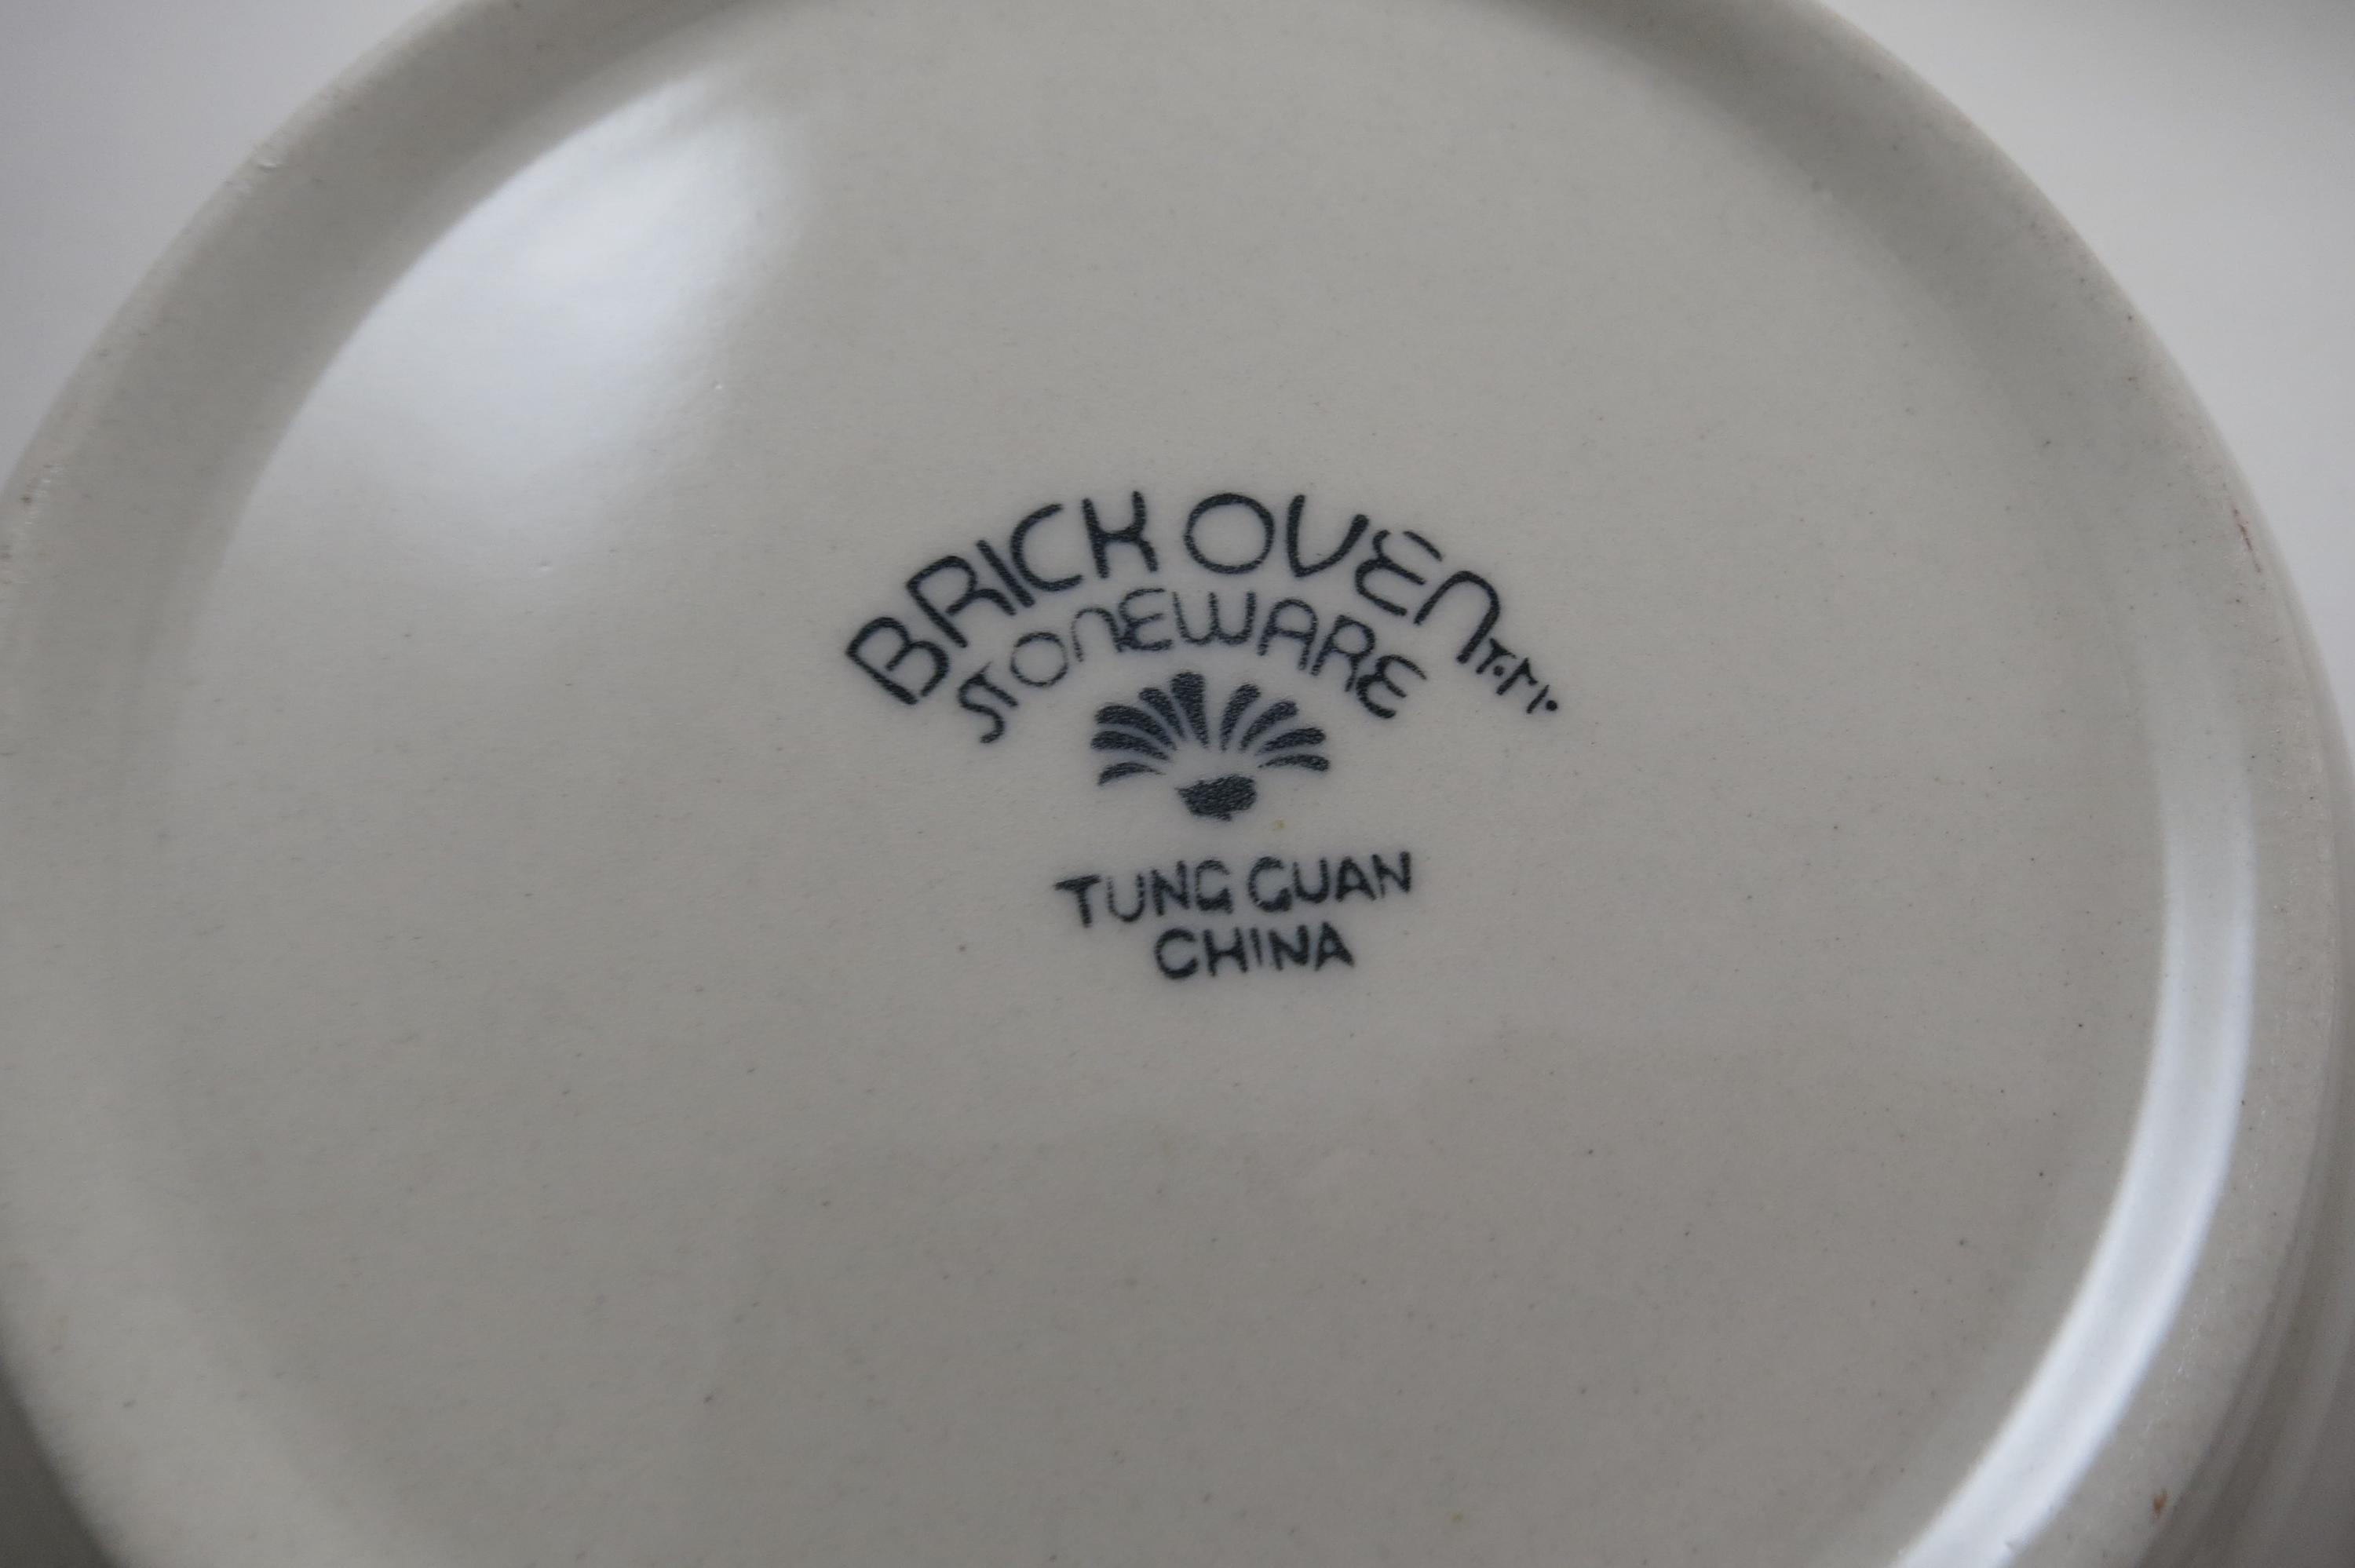 BRICK OVEN T.M.
STONEWARE
TUNG GUAN
CHINA